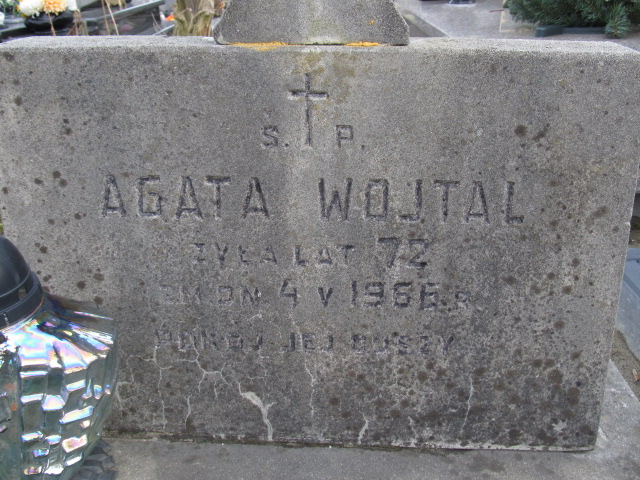 S. P.
AGATA WOJTAL
ŻYŁA LAT 72
ZM DN 4 V 1966 R
POKÓJ JEJ DUSZY